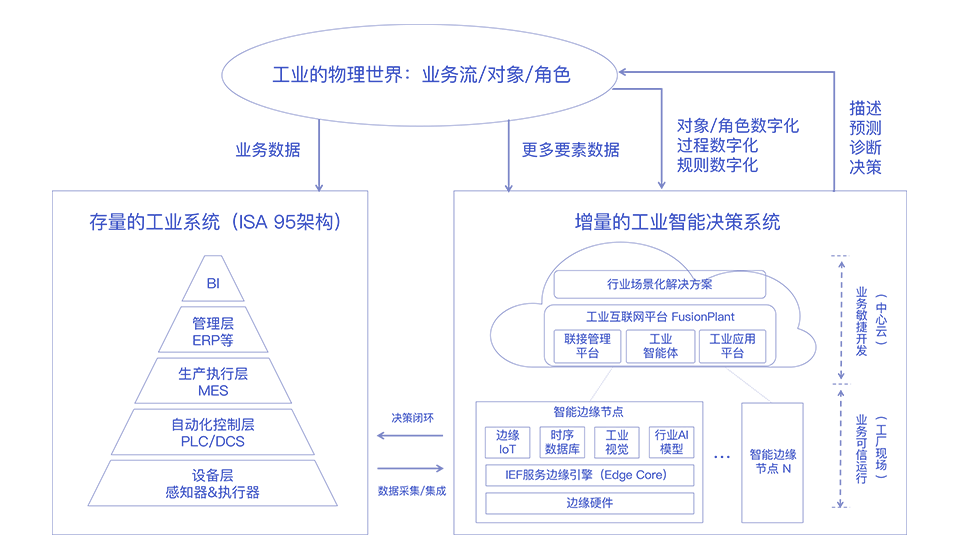 工业的物理世界：业务流/对象/角色
业务数据
更多要素数据
对象/角色数字化
过程数字化
规则数字化
描述
预测
诊断
决策
存量的工业系统（ISA 95架构）
BI
管理层
ERP等
生产执行层
MES
自动化控制层
PLC/DCS
设备层
感知器&执行器
决策闭环
数据采集/集成
增量的工业智能决策系统
行业场景化解决方案
工业互联网平台 FusionPlant
联接管理
平台
工业
智能体
工业应用
平台
智能边缘节点
边缘
IoT
时序
数据库
工业
视觉
行业AI
模型
IEF服务边缘引擎（Edge Core）
边缘硬件
...
智能边缘
节点 N
（中心云）
业务敏捷开发
（工厂现场）
业务可信运行